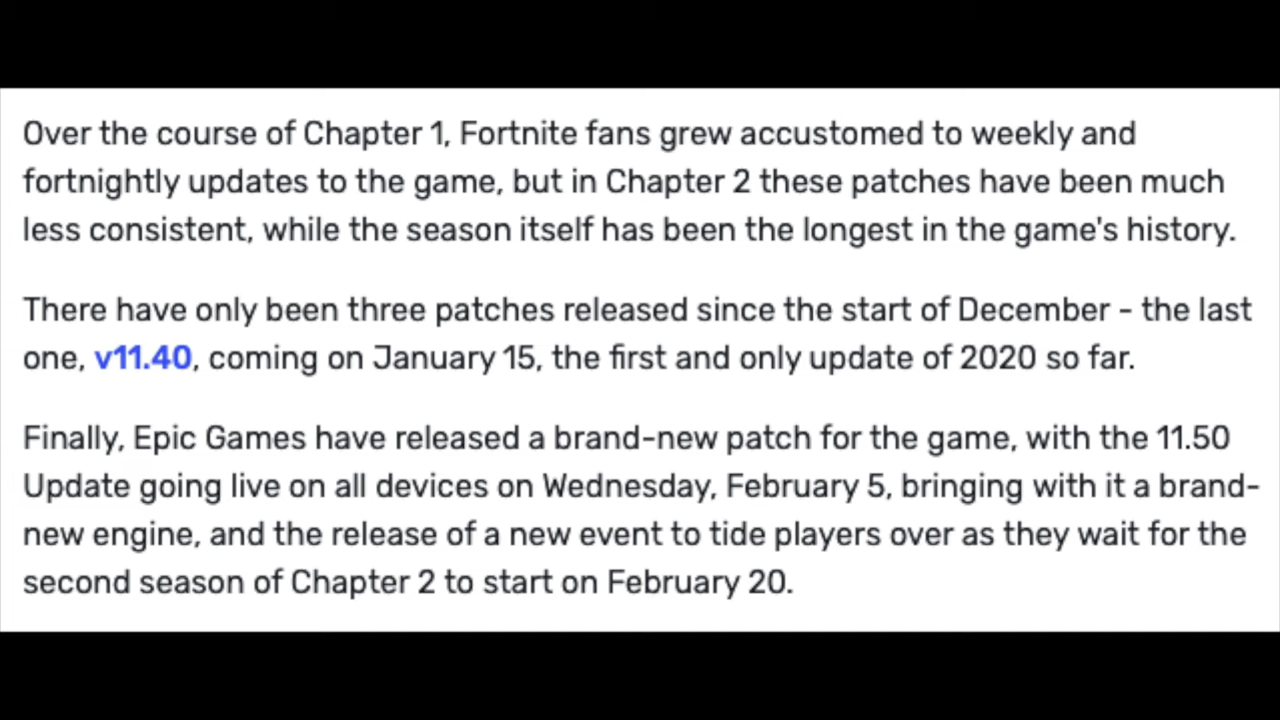 Over the course of Chapter 1, Fortnite fans grew accustomed to weekly and
fortnightly updates to the game, but in Chapter 2 these patches have been much
less consistent, while the season itself has been the longest in the game's history.
There have only been three patches released since the start of December - the last
one, v11.40, coming on January 15, the first and only update of 2020 so far.
Finally, Epic Games have released a brand-new patch for the game, with the 11.50
Update going live on all devices on Wednesday, February 5, bringing with it a brand-
new engine, and the release of a new event to tide players over as they wait for the
second season of Chapter 2 to start on February 20.